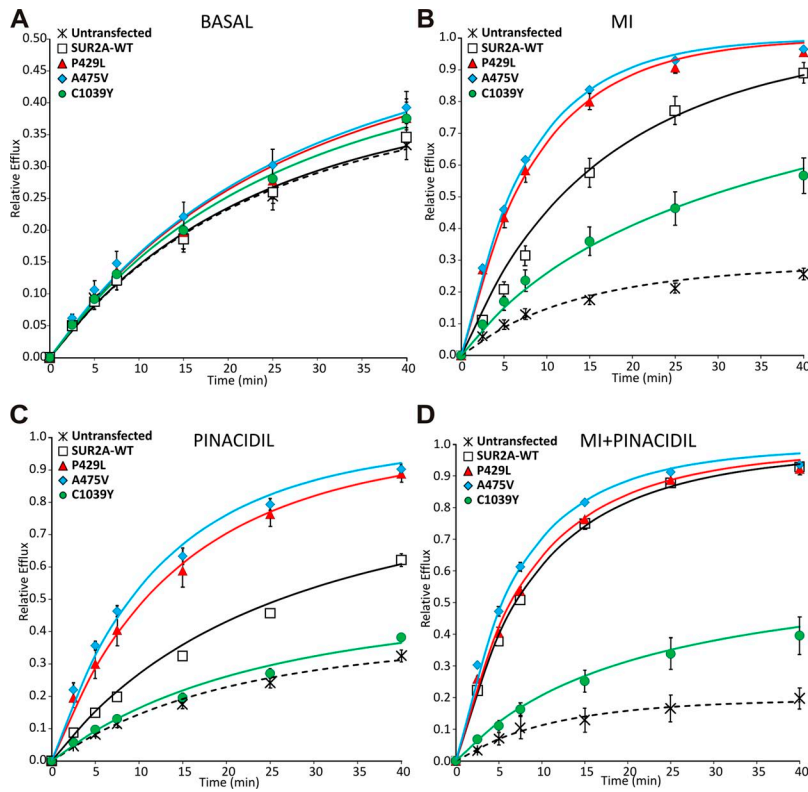 A
BASAL
Untransfected
SUR2A-WT
P429L
A475V
C1039Y
0.50
0.45
0.40
0.35
0.30
0.25
0.20
0.15
0.10
0.05
0.00
Relative Efflux
0 5 10 15 20 25 30 35 40
Time (min)
B
MI
Untransfected
SUR2A-WT
P429L
A475V
C1039Y
1.0
0.9
0.8
0.7
0.6
0.5
0.4
0.3
0.2
0.1
0.0
Relative Efflux
0 5 10 15 20 25 30 35 40
Time (min)
C
PINACIDIL
Untransfected
SUR2A-WT
P429L
A475V
C1039Y
1.0
0.9
0.8
0.7
0.6
0.5
0.4
0.3
0.2
0.1
0.0
Relative Efflux
0 5 10 15 20 25 30 35 40
Time (min)
D
MI+PINACIDIL
Untransfected
SUR2A-WT
P429L
A475V
C1039Y
1.0
0.9
0.8
0.7
0.6
0.5
0.4
0.3
0.2
0.1
0.0
Relative Efflux
0 5 10 15 20 25 30 35 40
Time (min)